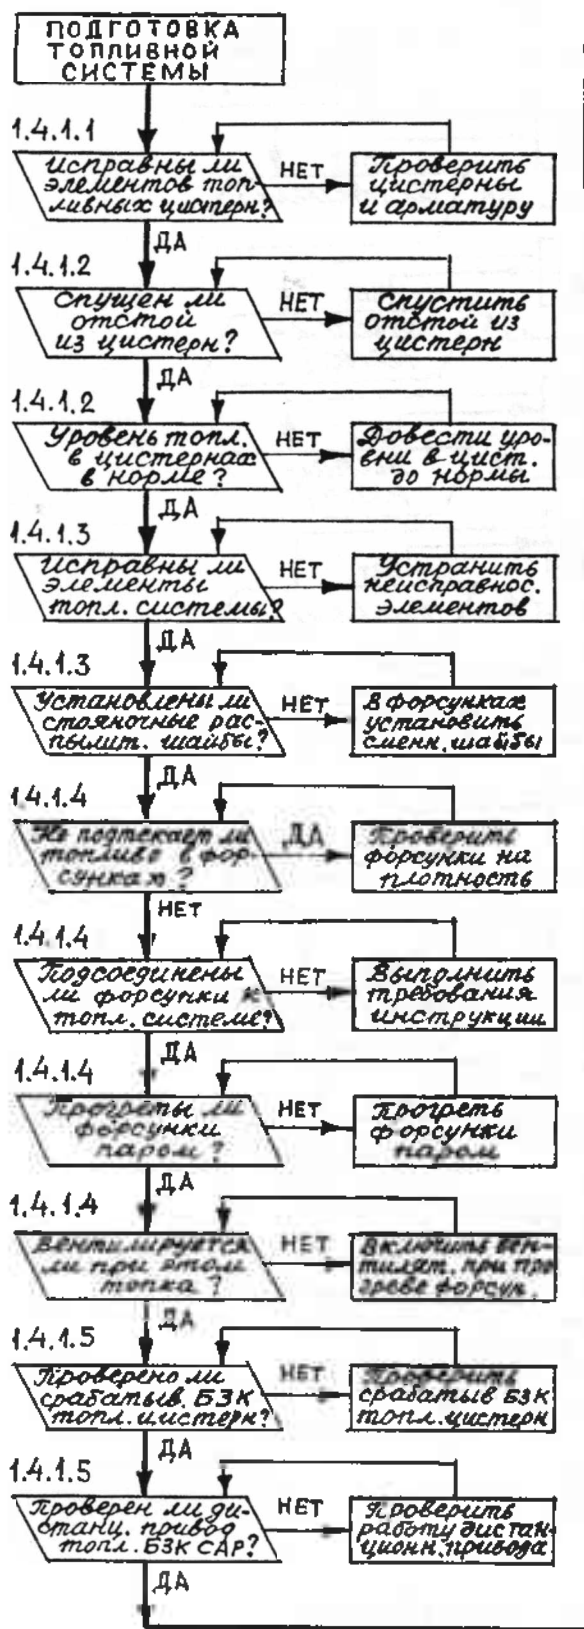 ПОДГОТОВКА
ТОПЛИВНОЙ
СИСТЕМЫ
1.4.1.1
Исправны ли
элементов топ-
ливных цистерн?
НЕТ
Проверить
цистерны
и арматуру
ДА
1.4.1.2
Спущен ли
отстой
из цистерн?
НЕТ
Спустить
отстой из
цистерн
ДА
1.4.1.2
Уровень топл.
в цистернах
в норме?
НЕТ
Довести уро-
вни в цист.
до нормы
ДА
1.4.1.3
Исправны ли
элементы
топл. системы?
НЕТ
Устранить
неисправнос.
элементов
ДА
1.4.1.3
Установлены ли
стояночные рас-
пылит. шайбы?
НЕТ
В форсунках
установить
сменн. шайбы
ДА
1.4.1.4
Не подтекает ли
топливо в фор-
сунках?
ДА
Проверить
форсунки на
плотность
НЕТ
1.4.1.4
Подсоединены
ли форсунки к
топл. системе?
НЕТ
Выполнить
требования
инструкции
ДА
1.4.1.4
Прогреты ли
форсунки
паром?
НЕТ
Прогреть
форсунки
паром
ДА
1.4.1.4
Вентилируется
ли при этом
топка?
НЕТ
Включить вен-
тилят. при про
греве форсун.
ДА
1.4.1.5
Проверено ли
срабатыв. БЗК
топл. цистерн?
НЕТ
Проверить
срабатыв БЗК
топл. цистерн
ДА
1.4.1.5
Проверен ли ди-
станц. привод
топл. БЗК САР?
НЕТ
Проверить
работу дистан-
ционн. привода
ДА